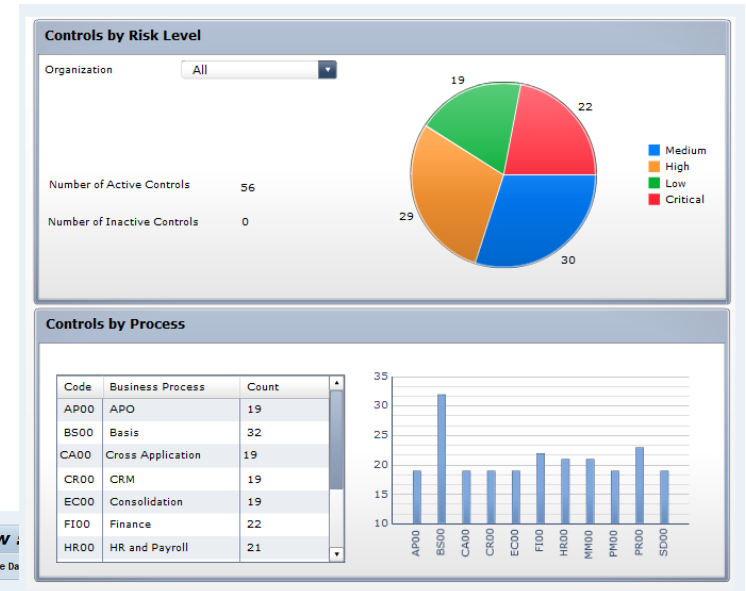 Controls by Risk Level
Organization All
19
22
Medium
High
Low
Critical
Number of Active Controls 56
Number of Inactive Controls 0
29
30
Controls by Process
Code Business Process Count
AP00 APO 19
BS00 Basis 32
CA00 Cross Application 19
CR00 CRM 19
EC00 Consolidation 19
FI00 Finance 22
HR00 HR and Payroll 21
35
30
25
20
15
10
AP00 BS00 CA00 CR00 EC00 FI00 HR00 MM00 PM00 PR00 SD00
e Da